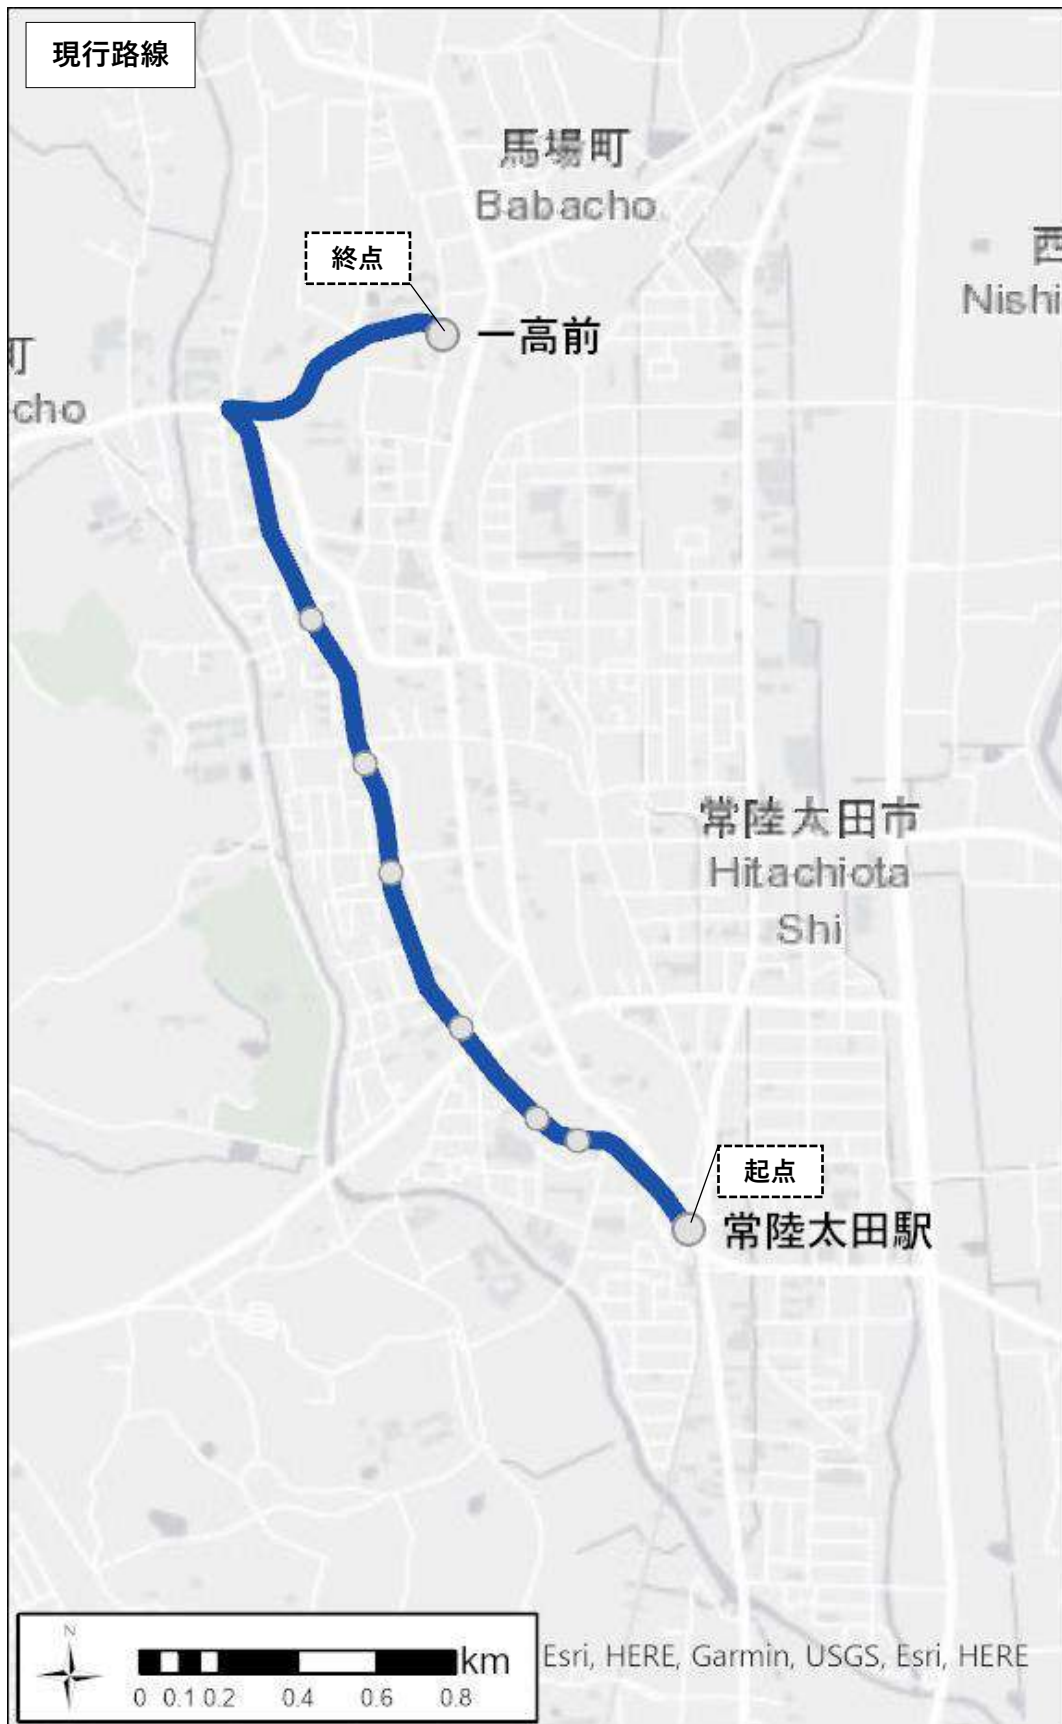 現行路線
馬場町
Babacho
終点
西
Nishi
一高前
町
cho
常陸太田市
Hitachiota
Shi
起点
常陸太田駅
N
km
0 0.1 0.2 0.4 0.6 0.8
Esri, HERE, Garmin, USGS, Esri, HERE